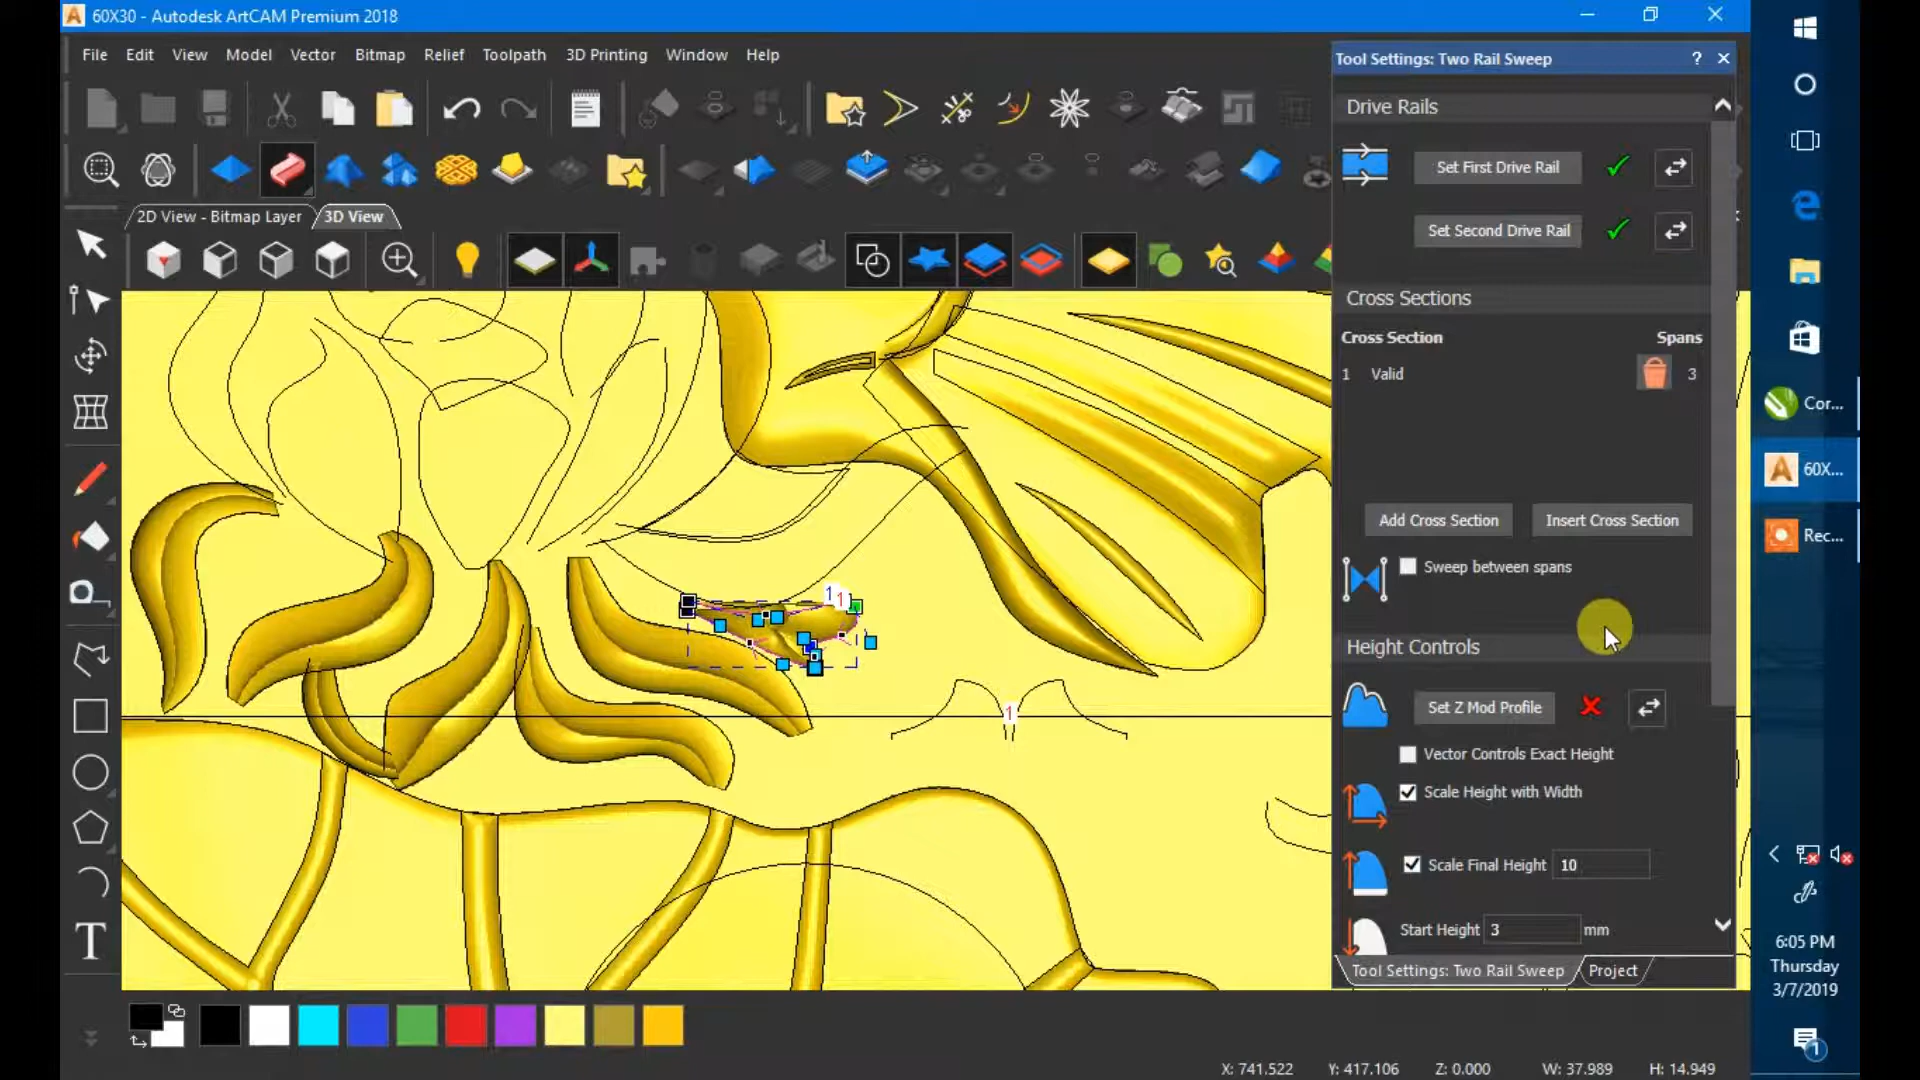 60X30 - Autodesk ArtCAM Premium 2018
File Edit View Model Vector Bitmap Relief Toolpath 3D Printing Window Help
2D View - Bitmap Layer 3D View
Tool Settings: Two Rail Sweep ?
Drive Rails
Set First Drive Rail
Set Second Drive Rail
Cross Sections
Cross Section Spans
1 Valid 3
Add Cross Section Insert Cross Section
Sweep between spans
Height Controls
Set Z Mod Profile
Vector Controls Exact Height
Scale Height with Width
Scale Final Height 10
Start Height 3 mm
Tool Settings: Two Rail Sweep Project
1 1
1
T
X: 741.522 Y: 417.106 Z: 0.000 W: 37.989 H: 14.949
Cor...
60X...
Rec...
6:05 PM
Thursday
3/7/2019
1